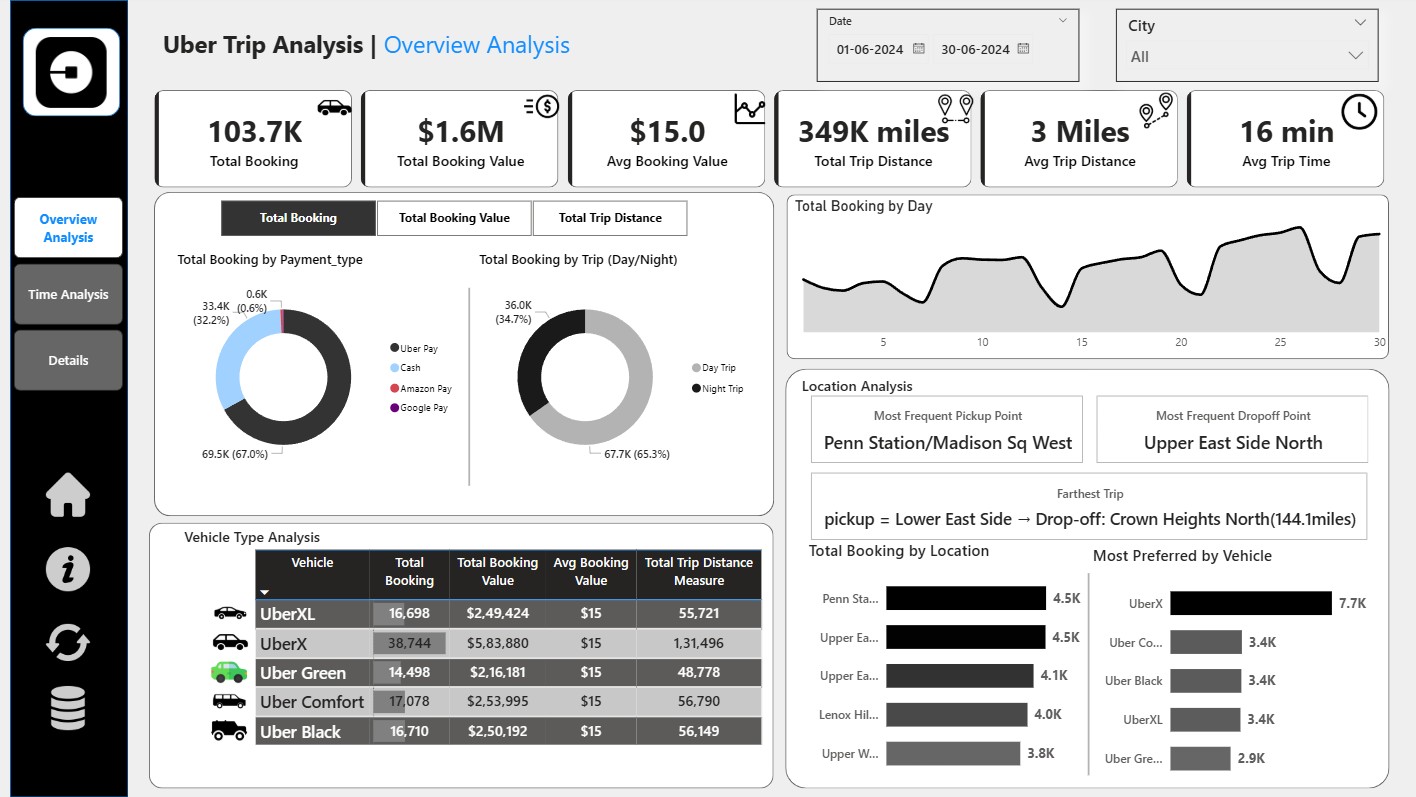 Uber Trip Analysis | Overview Analysis
Date
01-06-2024 30-06-2024
City
All
103.7K
Total Booking
$1.6M
Total Booking Value
$15.0
Avg Booking Value
349K miles
Total Trip Distance
3 Miles
Avg Trip Distance
16 min
Avg Trip Time
Overview
Analysis
Time Analysis
Details
Total Booking Total Booking Value Total Trip Distance
Total Booking by Payment_type
0.6K
(0.6%)
33.4K
(32.2%)
69.5K (67.0%)
Uber Pay
Cash
Amazon Pay
Google Pay
Total Booking by Trip (Day/Night)
36.0K
(34.7%)
67.7K (65.3%)
Day Trip
Night Trip
Total Booking by Day
5 10 15 20 25 30
Vehicle Type Analysis
Vehicle Total Booking Total Booking Value Avg Booking Value Total Trip Distance Measure
UberXL 16,698 $2,49,424 $15 55,721
UberX 38,744 $5,83,880 $15 1,31,496
Uber Green 14,498 $2,16,181 $15 48,778
Uber Comfort 17,078 $2,53,995 $15 56,790
Uber Black 16,710 $2,50,192 $15 56,149
Location Analysis
Most Frequent Pickup Point
Penn Station/Madison Sq West
Most Frequent Dropoff Point
Upper East Side North
Farthest Trip
pickup = Lower East Side → Drop-off: Crown Heights North(144.1miles)
Total Booking by Location
Penn Sta... 4.5K
Upper Ea... 4.5K
Upper Ea... 4.1K
Lenox Hil... 4.0K
Upper W... 3.8K
Most Preferred by Vehicle
UberX 7.7K
Uber Co... 3.4K
Uber Black 3.4K
UberXL 3.4K
Uber Gre... 2.9K